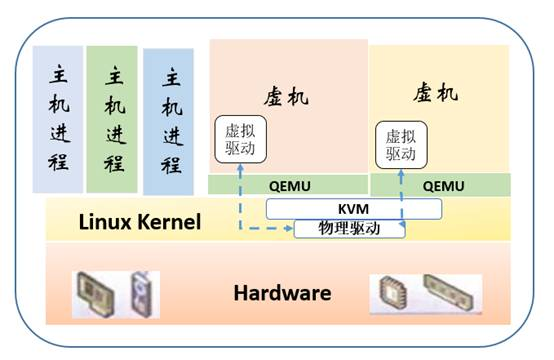 主机进程
主机进程
主机进程
虚机
虚机
虚拟
驱动
虚拟
驱动
QEMU
QEMU
KVM
Linux Kernel
物理驱动
Hardware